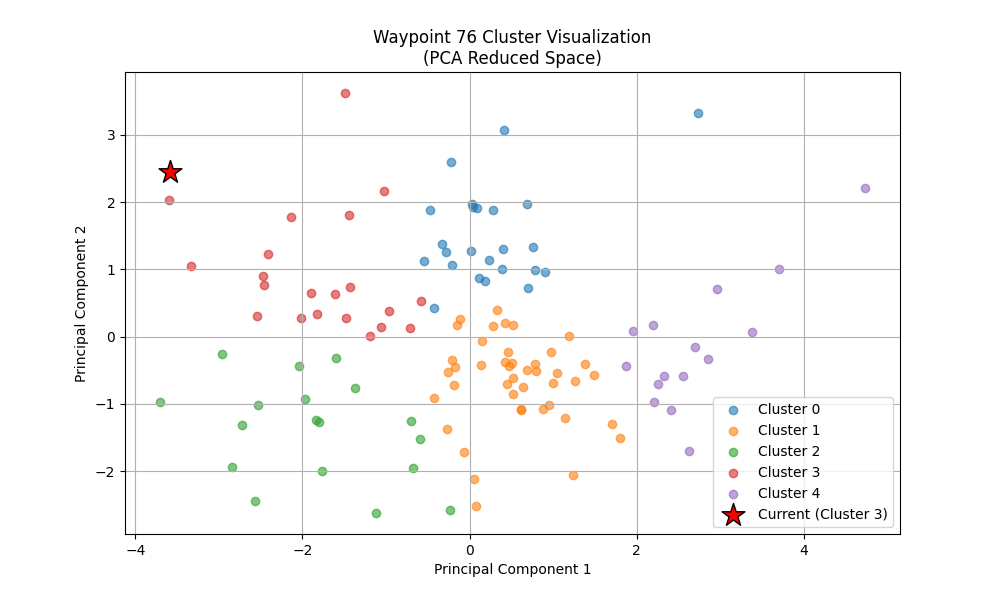 Waypoint 76 Cluster Visualization
(PCA Reduced Space)
Principal Component 2
3
2
1
0
−1
−2
−4
−2
0
2
4
Principal Component 1
Cluster 0
Cluster 1
Cluster 2
Cluster 3
Cluster 4
Current (Cluster 3)